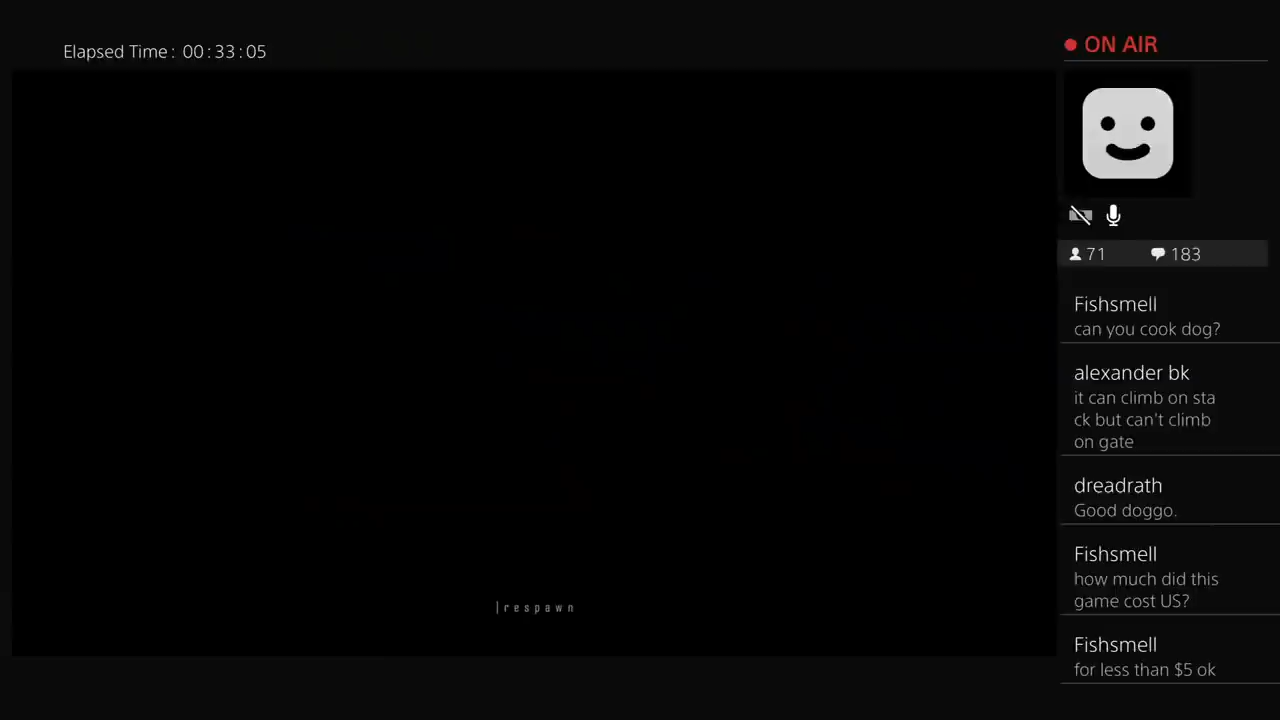 Elapsed Time: 00:33:05
ON AIR
71 183
Fishsmell
can you cook dog?
alexander bk
it can climb on sta
ck but can't climb
on gate
dreadrath
Good doggo.
Fishsmell
how much did this
game cost US?
Fishsmell
for less than $5 ok
|respawn